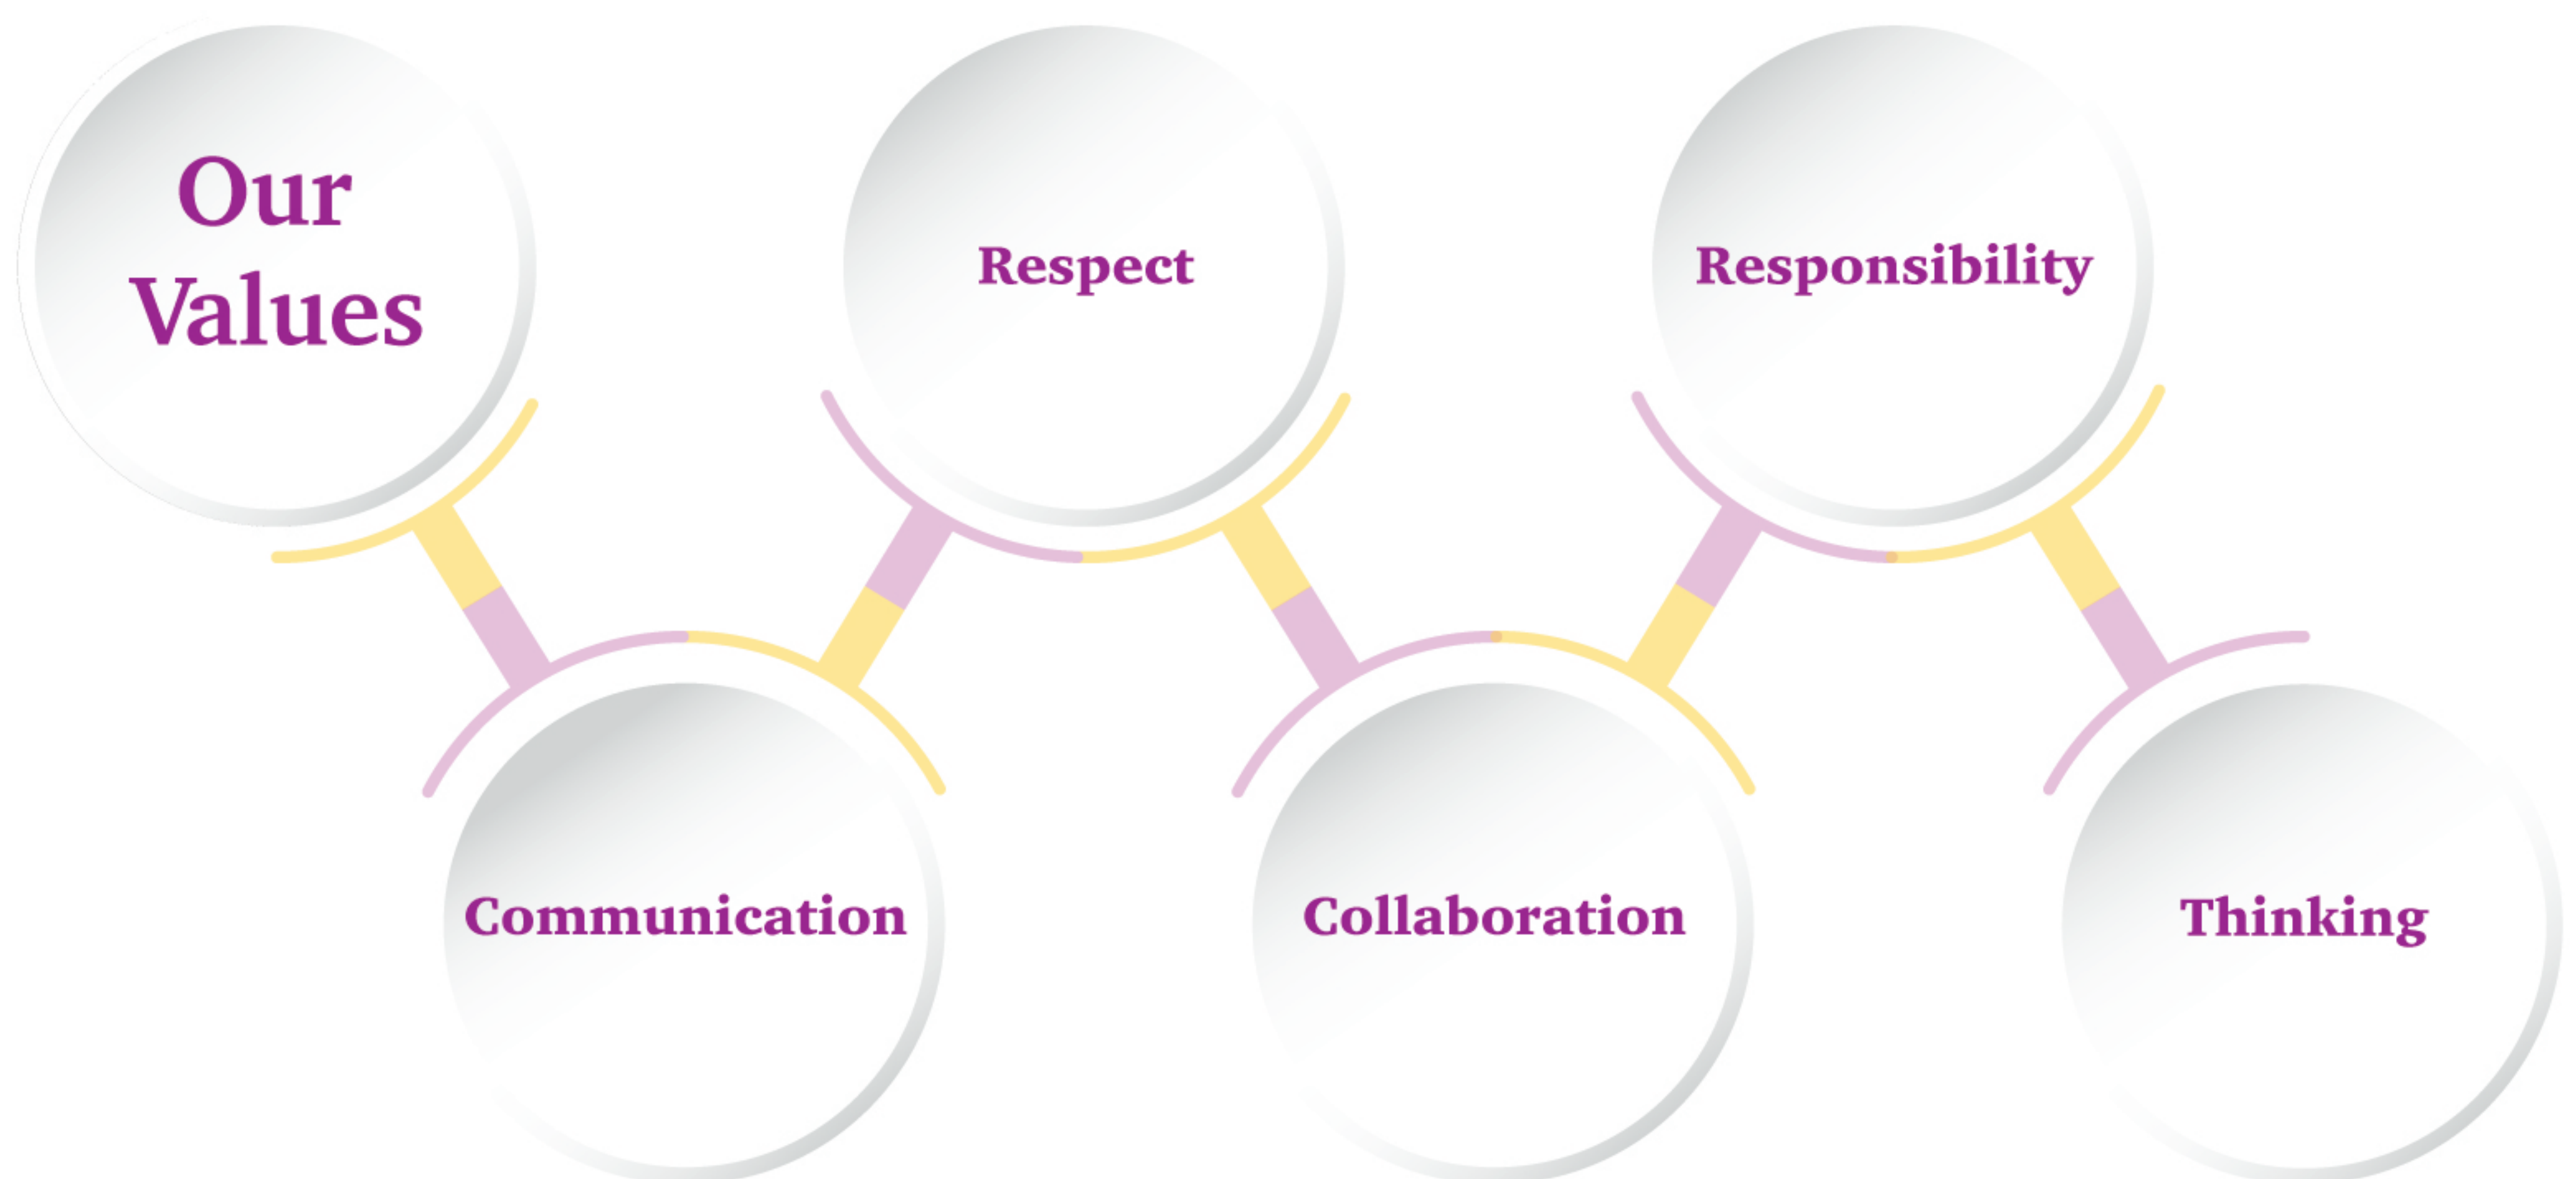 Our
Values
Communication
Respect
Collaboration
Responsibility
Thinking